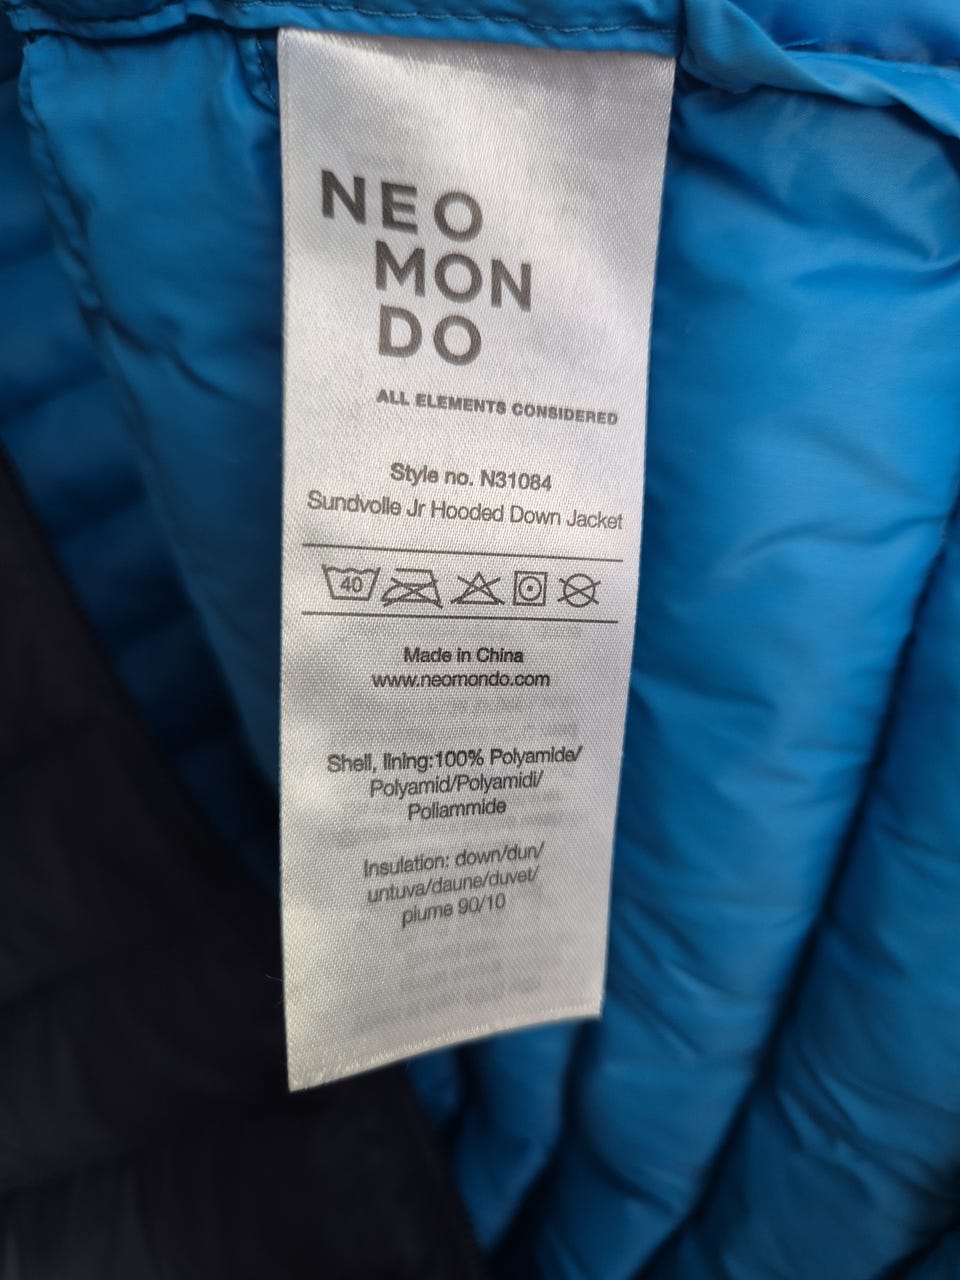 NEO
MON
DO
ALL ELEMENTS CONSIDERED
Style no. N31084
Sundvolle Jr Hooded Down Jacket
40
Made in China
www.neomondo.com
Shell, lining:100% Polyamide/
Polyamid/Polyamidi/
Poliammide
Insulation: down/dun/
untuva/daune/duvet/
piume 90/10